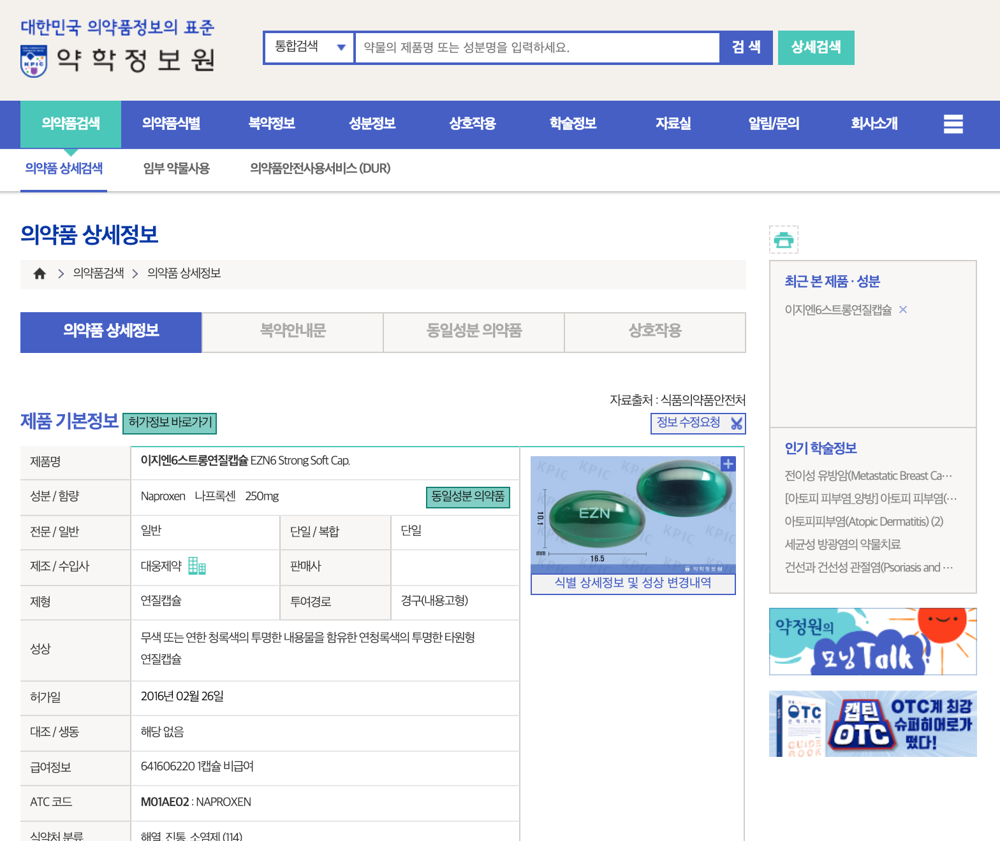 대한민국 의약품정보의 표준
KPIC 약학정보원
통합검색
약물의 제품명 또는 성분명을 입력하세요.
검 색
상세검색
의약품검색 의약품식별 복약정보 성분정보 상호작용 학술정보 자료실 알림/문의 회사소개
의약품 상세검색 임부 약물사용 의약품안전사용서비스 (DUR)
의약품 상세정보
의약품검색 의약품 상세정보
의약품 상세정보 복약안내문 동일성분 의약품 상호작용
자료출처 : 식품의약품안전처
제품 기본정보 허가정보 바로가기 정보 수정요청
제품명 이지엔6스트롱연질캡슐 EZN6 Strong Soft Cap.
성분 / 함량 Naproxen 나프록센 250mg 동일성분 의약품
전문 / 일반 일반 단일 / 복합 단일
제조 / 수입사 대웅제약 판매사
제형 연질캡슐 투여경로 경구(내용고형)
성상 무색 또는 연한 청록색의 투명한 내용물을 함유한 연청록색의 투명한 타원형
연질캡슐
허가일 2016년 02월 26일
대조 / 생동 해당 없음
급여정보 641606220 1캡슐 비급여
ATC 코드 M01AE02 : NAPROXEN
식약처 분류 해열. 진통. 소염제 (114)
KPIC KPIC KPIC
EZN
10.1
mm
16.5
KPIC KPIC
약학정보원
식별 상세정보 및 성상 변경내역
최근 본 제품 · 성분
이지엔6스트롱연질캡슐 ×
인기 학술정보
전이성 유방암(Metastatic Breast Ca…
[아토피 피부염_양방] 아토피 피부염(…
아토피피부염(Atopic Dermatitis) (2)
세균성 방광염의 약물치료
건선과 건선성 관절염(Psoriasis and …
약정원의
모닝Talk!
OTC
GUIDE
BOOK
캡틴
OTC
OTC계 최강
슈퍼히어로가
떴다!